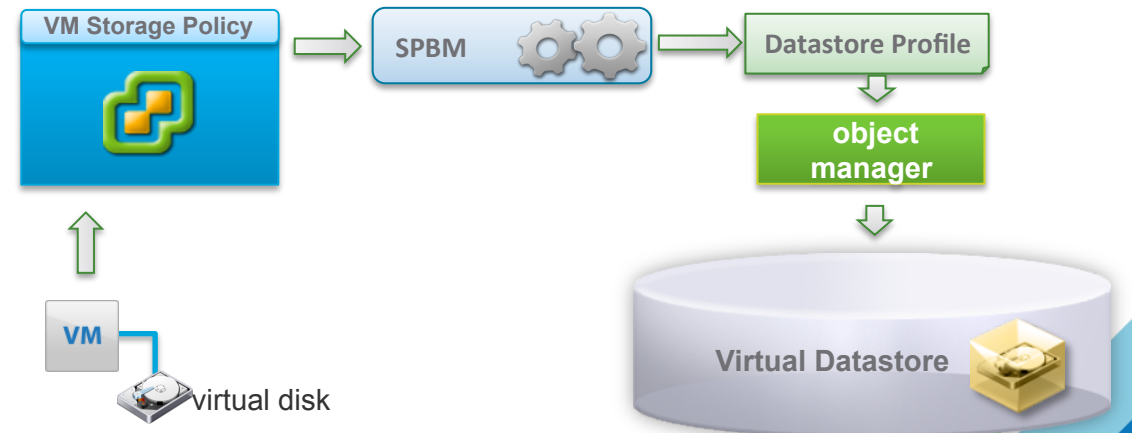 VM Storage Policy
SPBM
Datastore Profile
object
manager
VM
virtual disk
Virtual Datastore